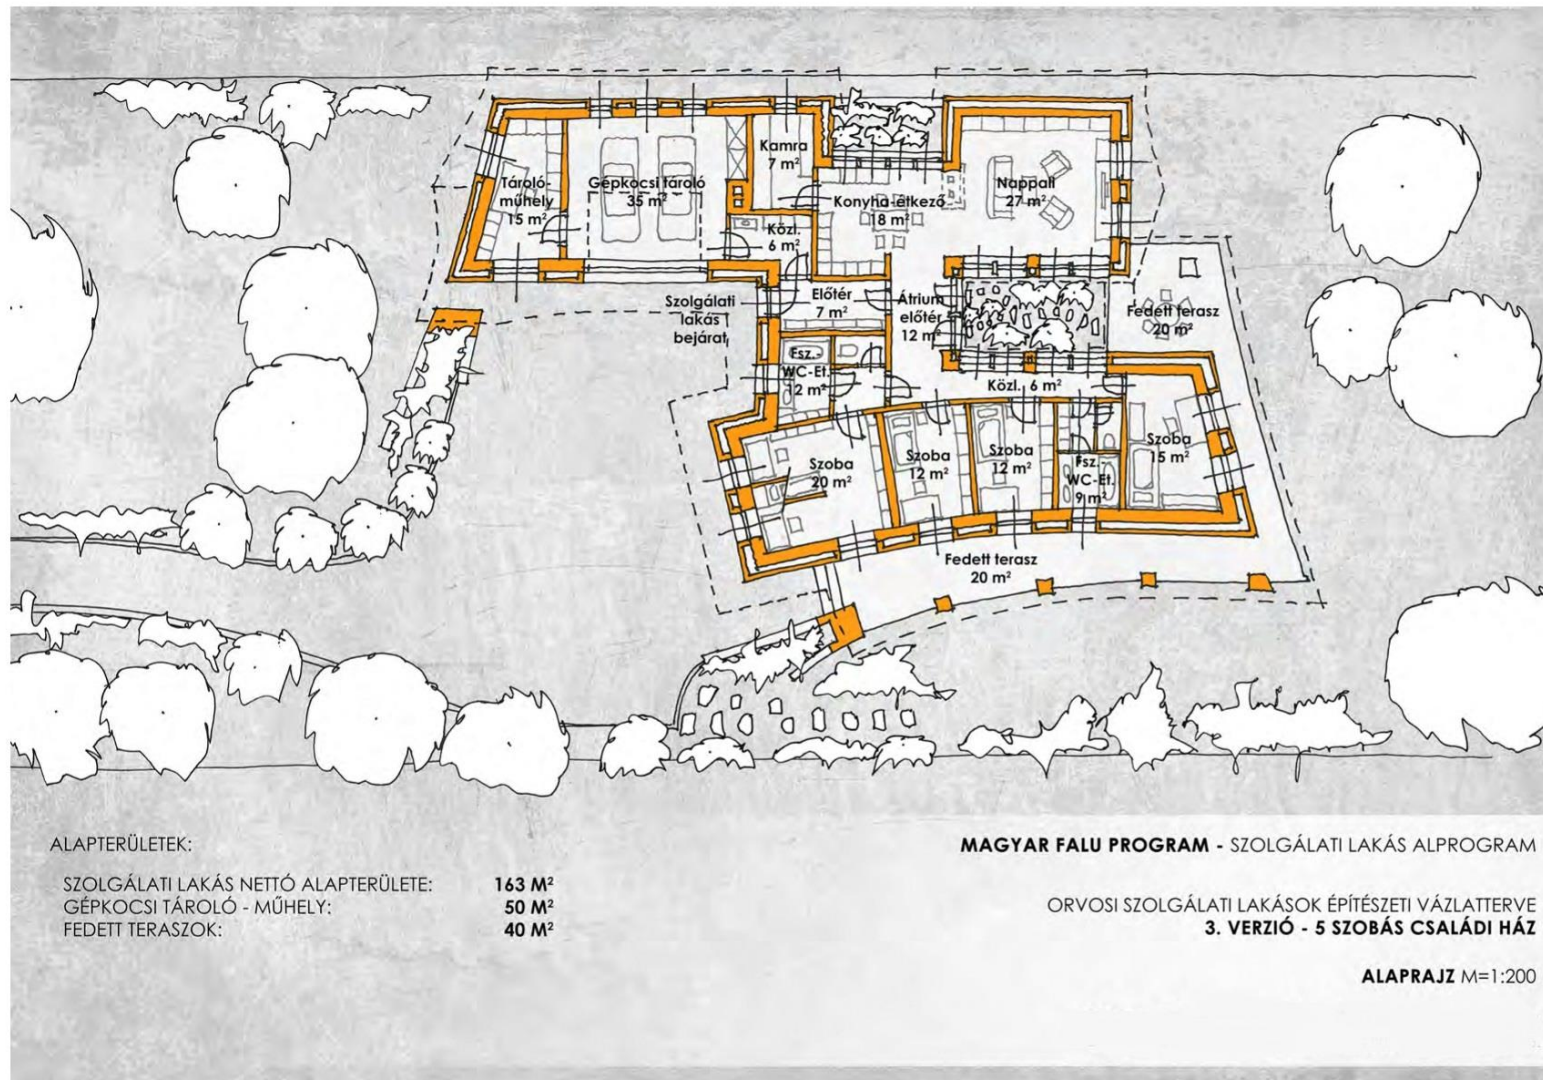 Kamra
7 m²
Tároló-
műhely
15 m²
Gépkocsi tároló
35 m²
Konyha-étkező
18 m²
Nappali
27 m²
Közl.
6 m²
Szolgálati
lakás
bejárat
Előtér
7 m²
Átrium
előtér
12 m²
Fedett terasz
20 m²
Fsz.-
WC-Et.
12 m²
Közl. 6 m²
Szoba
20 m²
Szoba
12 m²
Szoba
12 m²
Fsz.-
WC-Et.
9 m²
Szoba
15 m²
Fedett terasz
20 m²
ALAPTERÜLETEK:
SZOLGÁLATI LAKÁS NETTÓ ALAPTERÜLETE: 163 M²
GÉPKOCSI TÁROLÓ - MŰHELY: 50 M²
FEDETT TERASZOK: 40 M²
MAGYAR FALU PROGRAM - SZOLGÁLATI LAKÁS ALPROGRAM
ORVOSI SZOLGÁLATI LAKÁSOK ÉPÍTÉSZETI VÁZLATTERVE
3. VERZIÓ - 5 SZOBÁS CSALÁDI HÁZ
ALAPRAJZ M=1:200